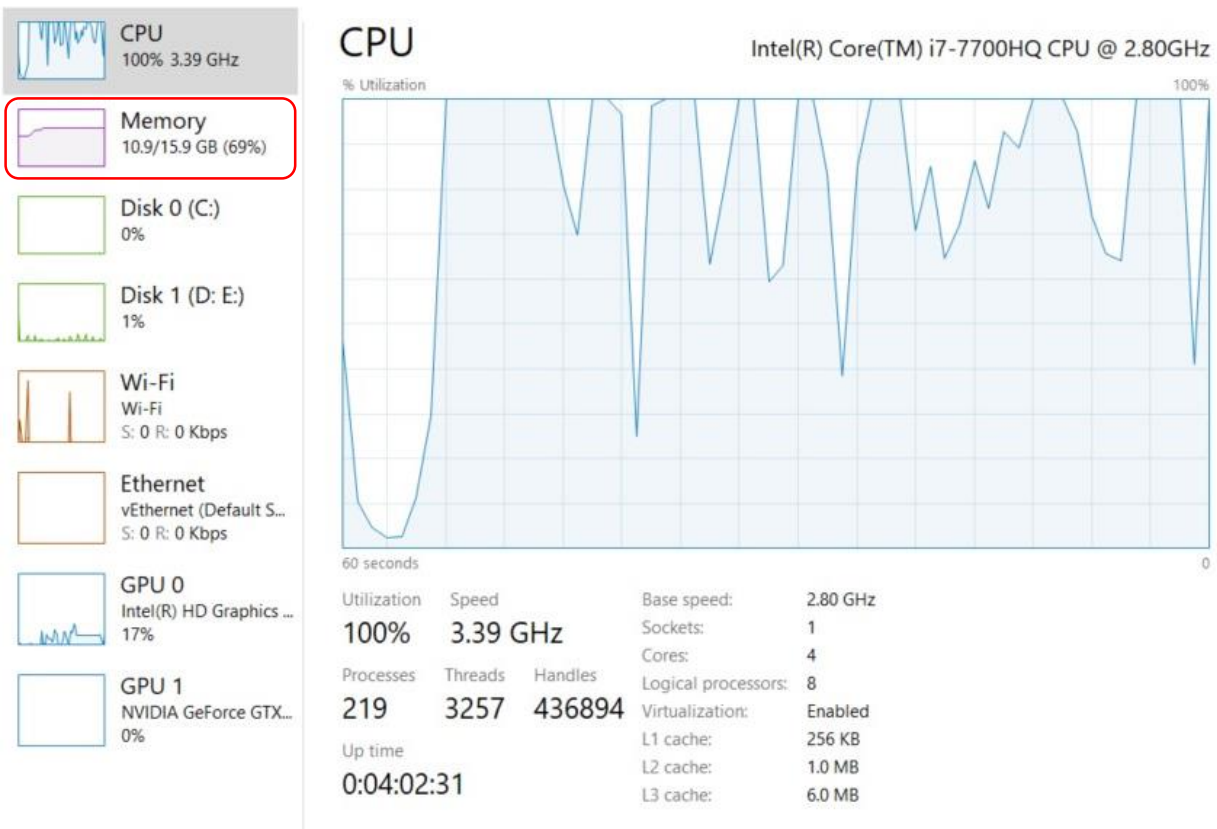 CPU
100% 3.39 GHz
Memory
10.9/15.9 GB (69%)
Disk 0 (C:)
0%
Disk 1 (D: E:)
1%
Wi-Fi
Wi-Fi
S: 0 R: 0 Kbps
Ethernet
vEthernet (Default S...
S: 0 R: 0 Kbps
GPU 0
Intel(R) HD Graphics ...
17%
GPU 1
NVIDIA GeForce GTX...
0%
CPU
Intel(R) Core(TM) i7-7700HQ CPU @ 2.80GHz
% Utilization 100%
60 seconds 0
Utilization Speed
100% 3.39 GHz
Processes Threads Handles
219 3257 436894
Up time
0:04:02:31
Base speed: 2.80 GHz
Sockets: 1
Cores: 4
Logical processors: 8
Virtualization: Enabled
L1 cache: 256 KB
L2 cache: 1.0 MB
L3 cache: 6.0 MB